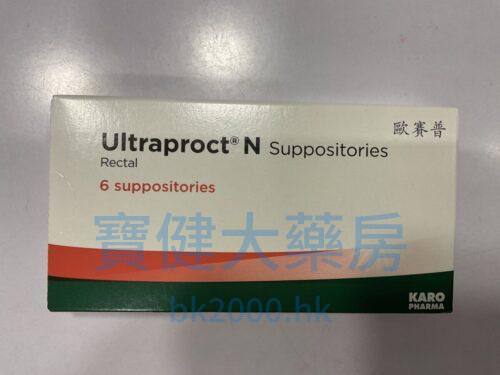 歐賽普
Ultraproct® N Suppositories
Rectal
6 suppositories
寶健大藥房
KARO
PHARMA
bk2000.hk